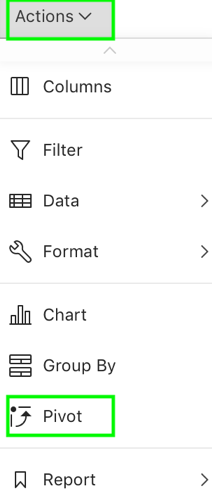 Actions
Columns
Filter
Data
Format
Chart
Group By
Pivot
Report